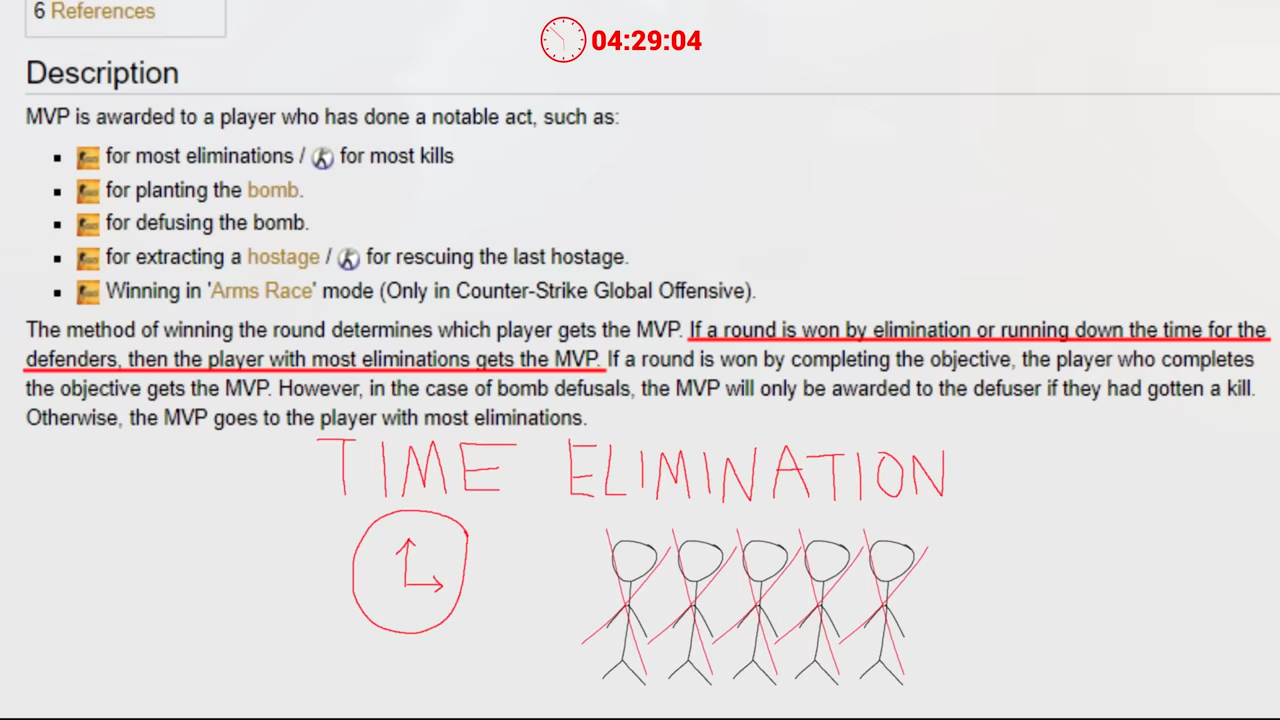 6 References
04:29:04
Description
MVP is awarded to a player who has done a notable act, such as:
for most eliminations / for most kills
for planting the bomb.
for defusing the bomb.
for extracting a hostage / for rescuing the last hostage.
Winning in 'Arms Race' mode (Only in Counter-Strike Global Offensive).
The method of winning the round determines which player gets the MVP. If a round is won by elimination or running down the time for the
defenders, then the player with most eliminations gets the MVP. If a round is won by completing the objective, the player who completes
the objective gets the MVP. However, in the case of bomb defusals, the MVP will only be awarded to the defuser if they had gotten a kill.
Otherwise, the MVP goes to the player with most eliminations.
TIME ELIMINATION